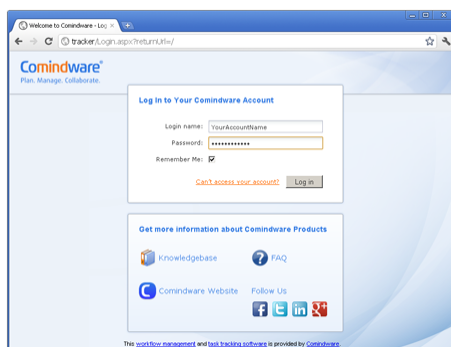 Welcome to Comindware - Log
tracker/Login.aspx?returnUrl=/
Comindware®
Plan. Manage. Collaborate.
Log In to Your Comindware Account
Login name: YourAccountName
Password: ••••••••••••
Remember Me:
Can't access your account? Log in
Get more information about Comindware Products
Knowledgebase FAQ
Comindware Website Follow Us
This workflow management and task tracking software is provided by Comindware.